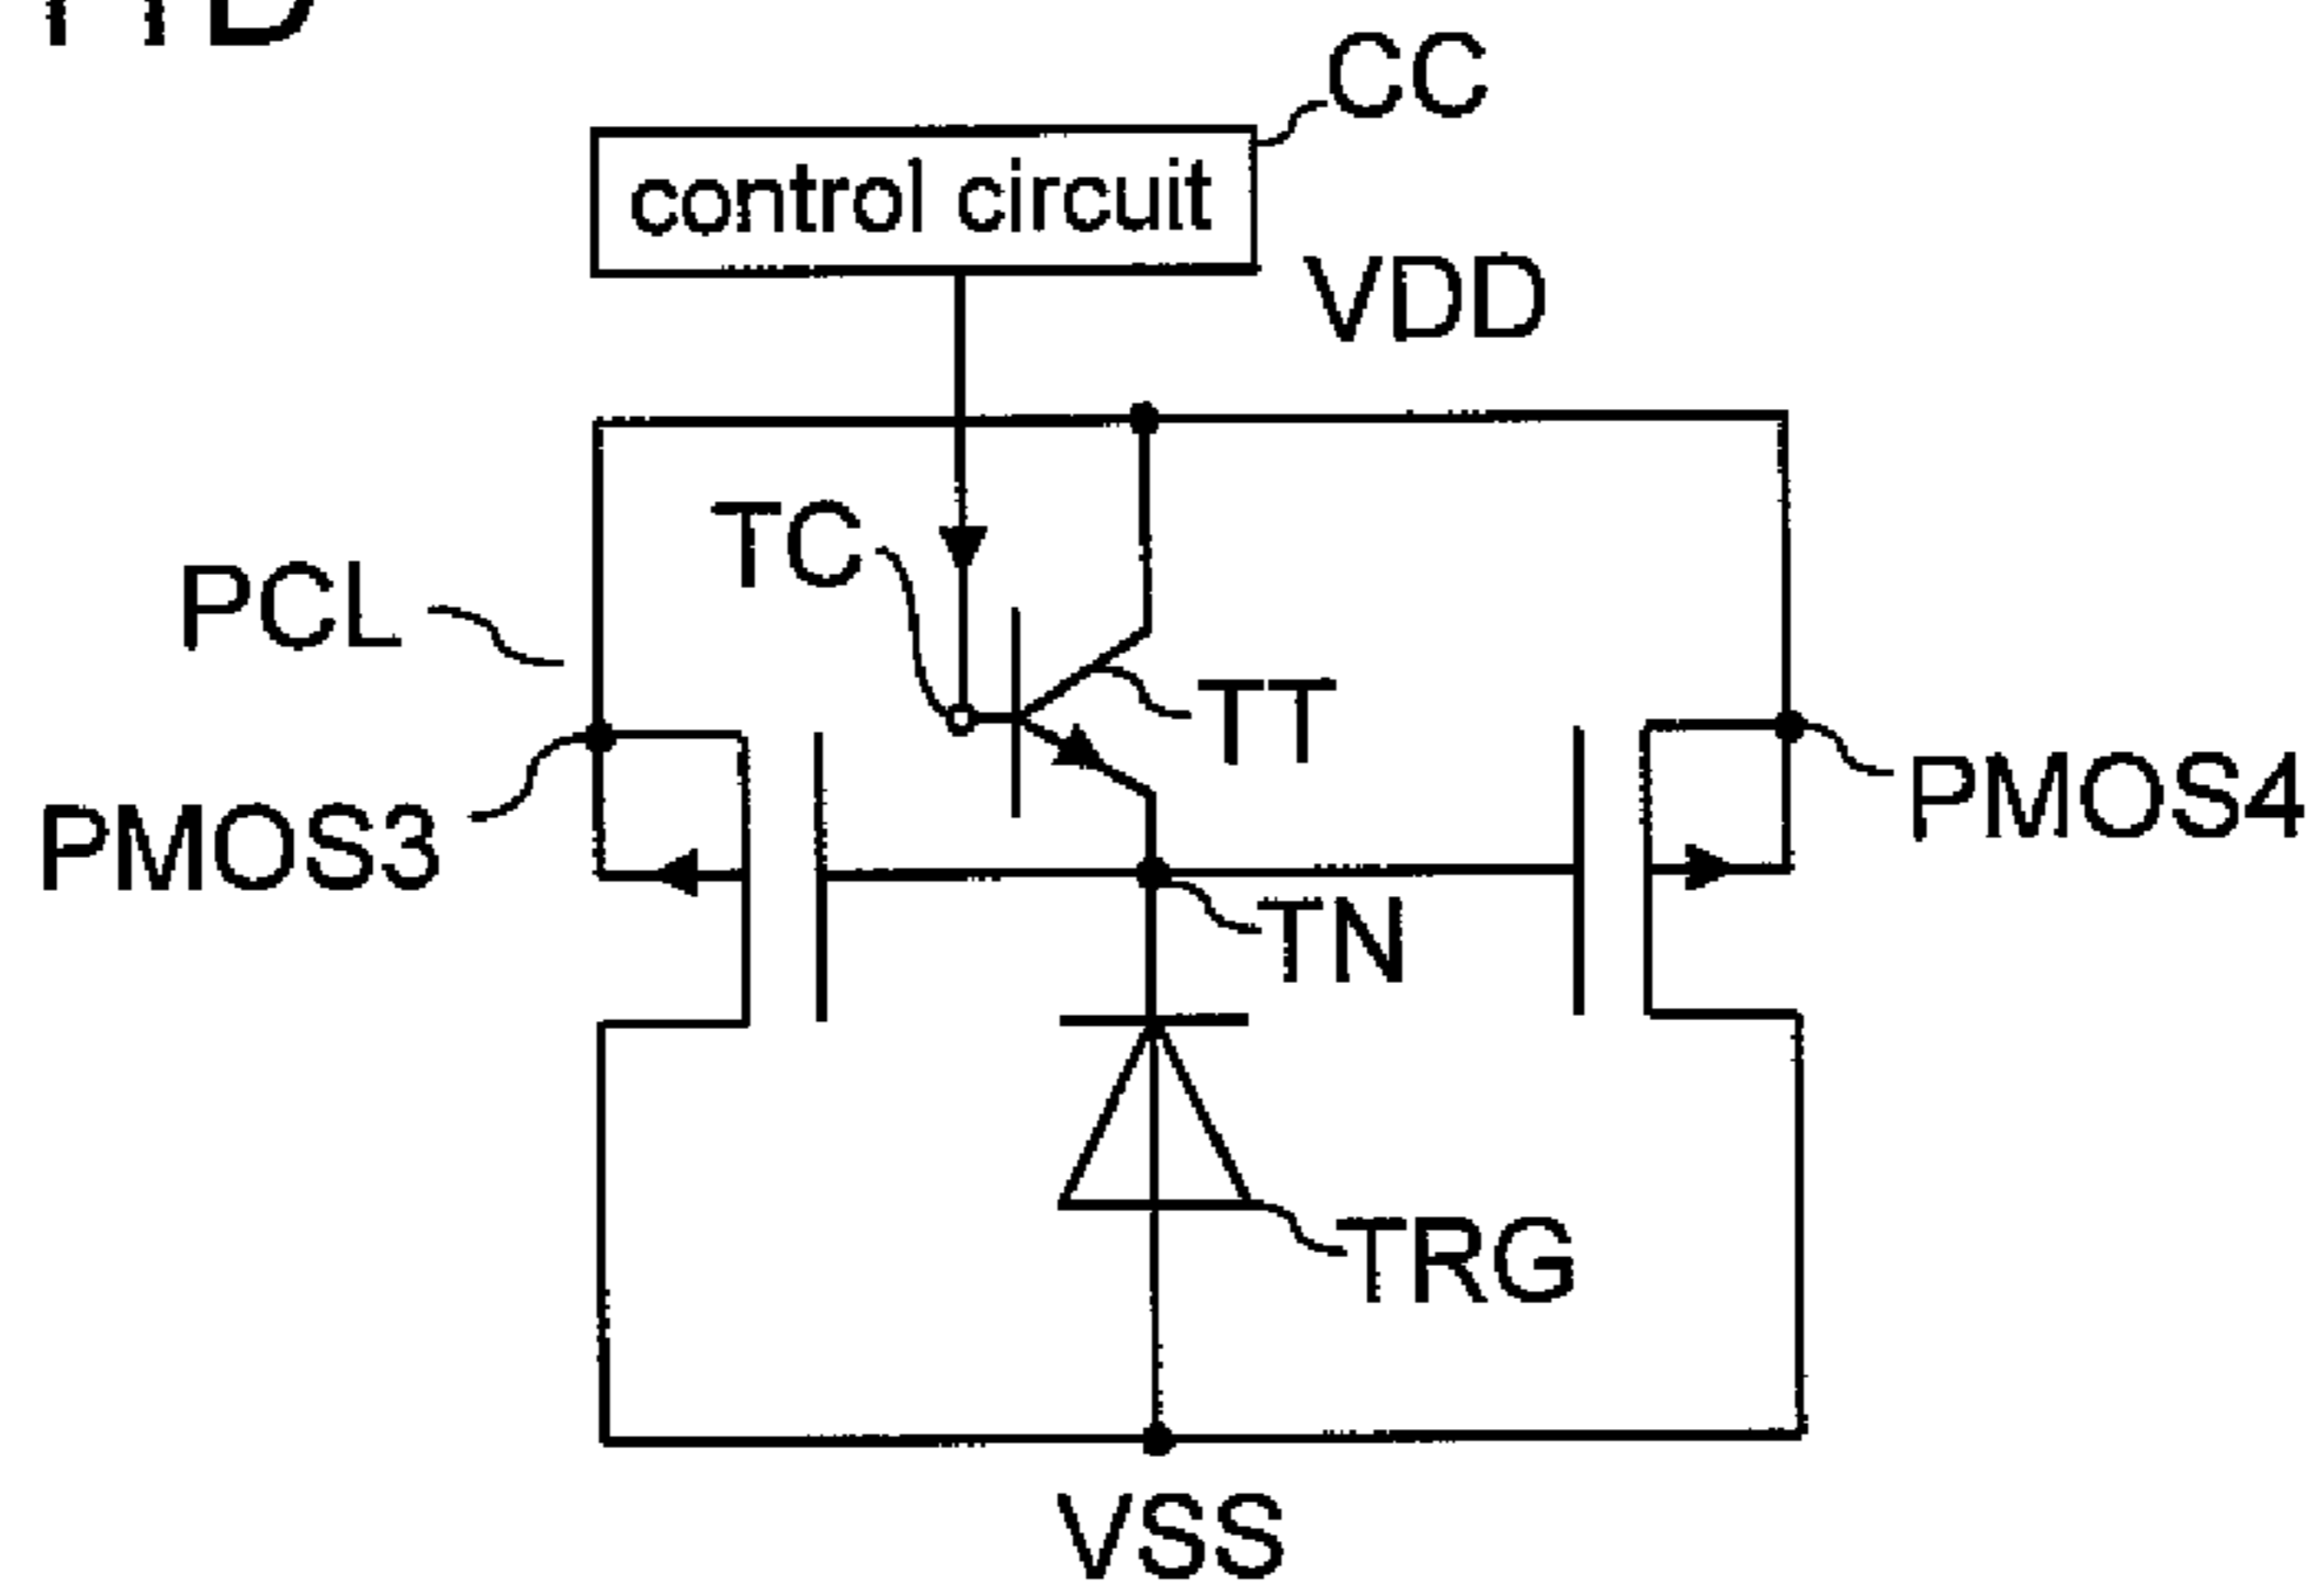 CC
control circuit
VDD
TC
PCL
TT
PMOS3
PMOS4
TN
TRG
VSS